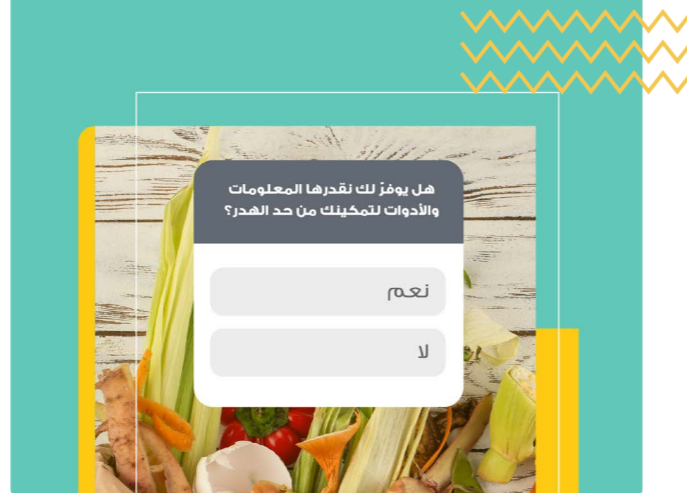 هل يوفرّ لك نقدرها المعلومات
والأدوات لتمكينك من حد الهدر؟
نعم
لا